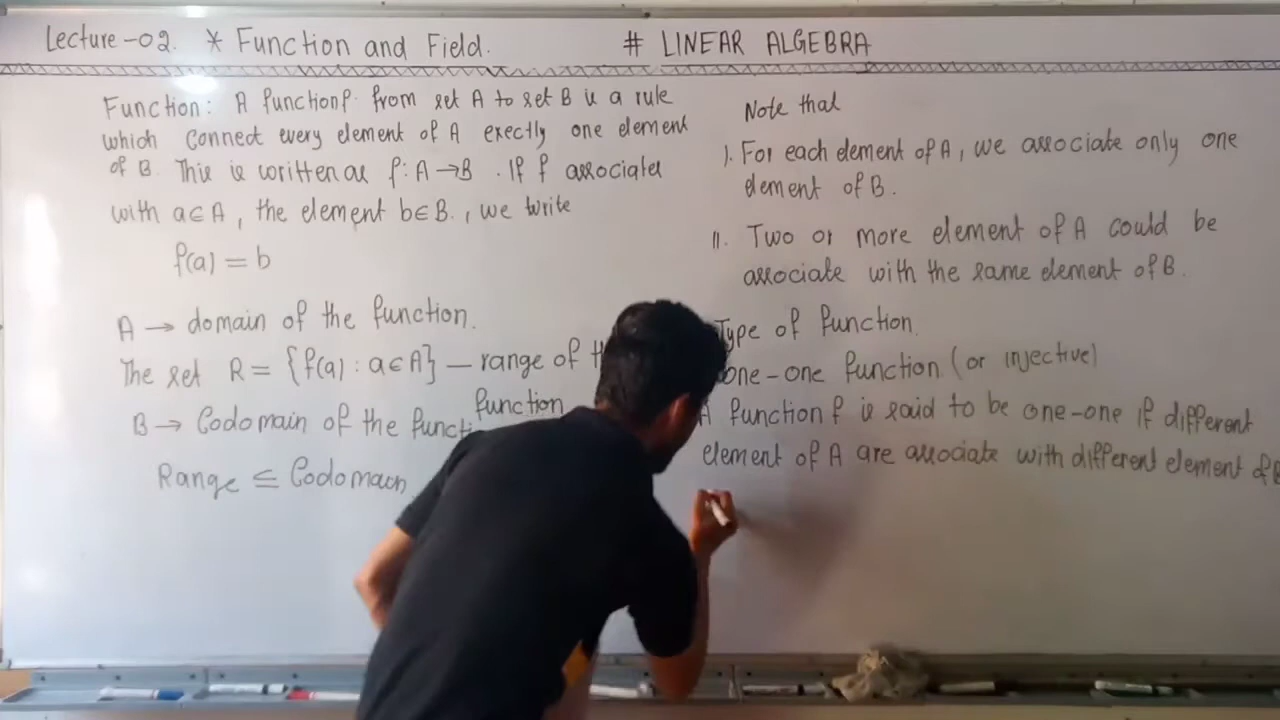 Lecture-02. * Function and Field. # LINEAR ALGEBRA
Function: A function f from set A to set B is a rule
which connect every element of A exectly one element
of B. This is written as f: A→B. If f associates
with a∈A, the element b∈B., we write
f(a) = b
A → domain of the function.
The set R = {f(a) : a∈A} — range of
function
B → Codomain of the
Range ⊆ Codomain
Note that
I. For each element of A, we associate only one
element of B.
II. Two or more element of A could be
associate with the same element of B.
Type of function.
one-one function (or injective)
A function f is said to be one-one if different
element of A are associate with different element of B